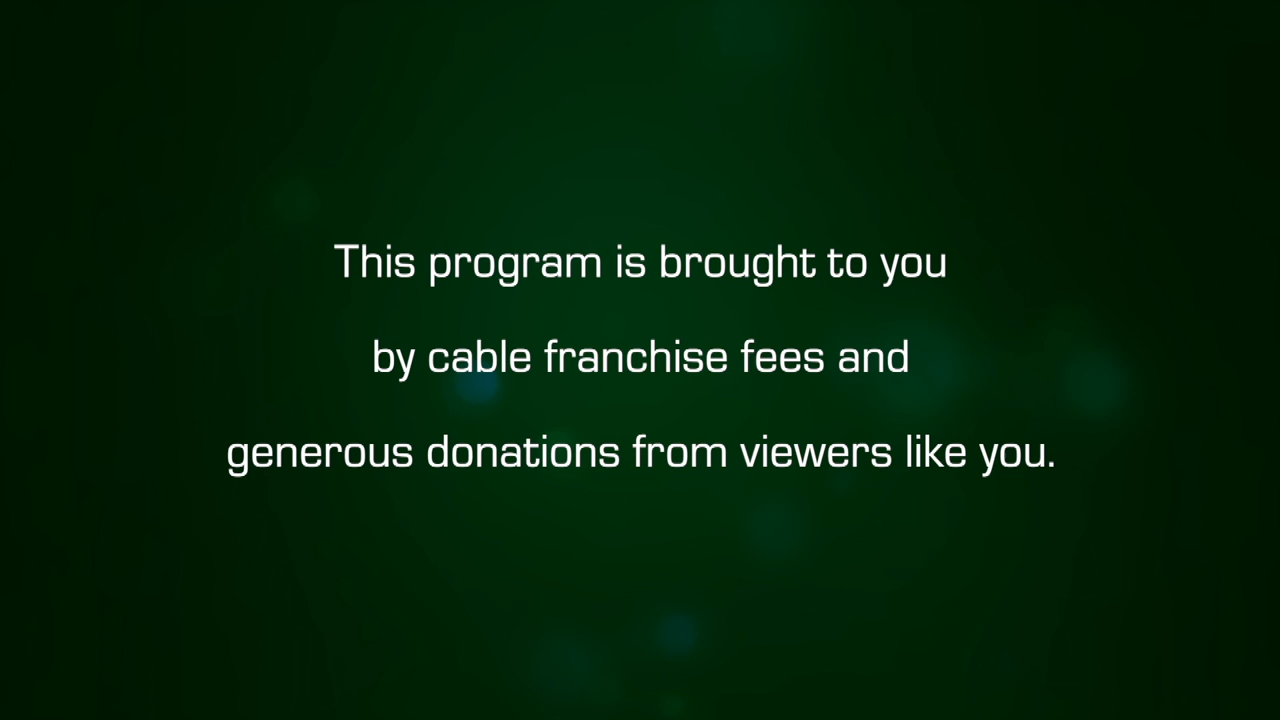 This program is brought to you
by cable franchise fees and
generous donations from viewers like you.